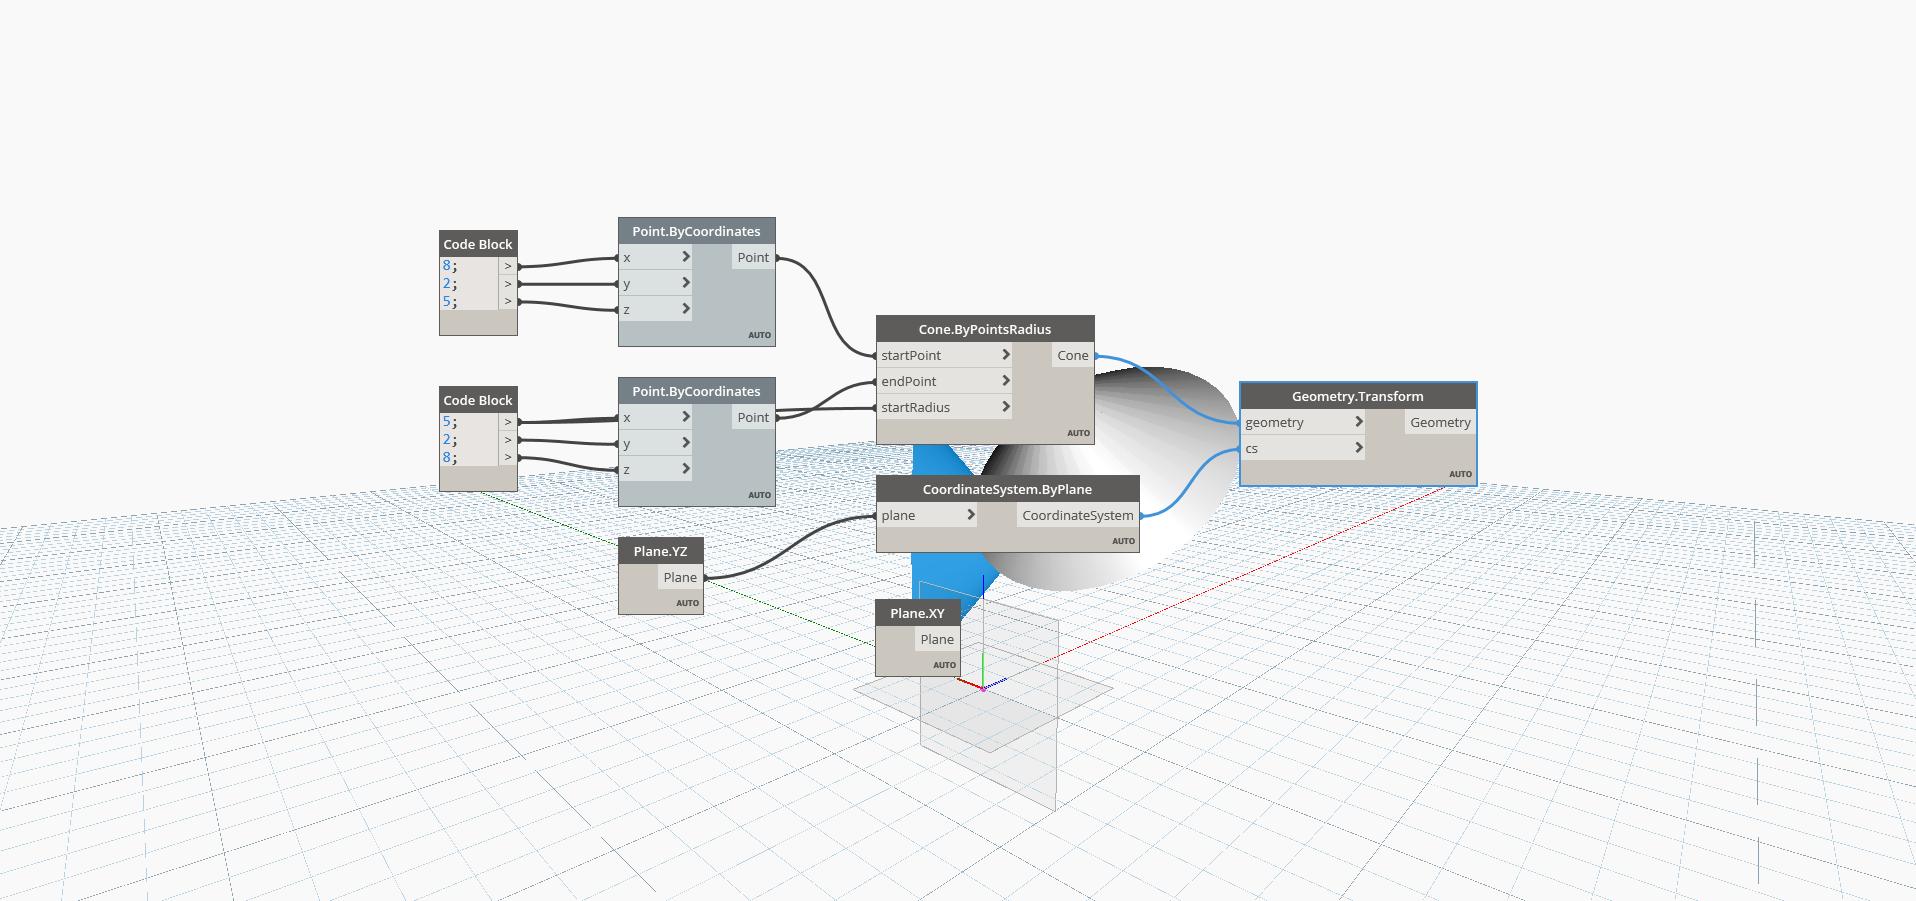 Code Block
8; >
2; >
5; >
Point.ByCoordinates
x > Point
y >
z >
AUTO
Code Block
5; >
2; >
8; >
Point.ByCoordinates
x > Point
y >
z >
AUTO
Plane.YZ
Plane
AUTO
Cone.ByPointsRadius
startPoint > Cone
endPoint >
startRadius >
AUTO
CoordinateSystem.ByPlane
plane > CoordinateSystem
AUTO
Plane.XY
Plane
AUTO
Geometry.Transform
geometry > Geometry
cs >
AUTO